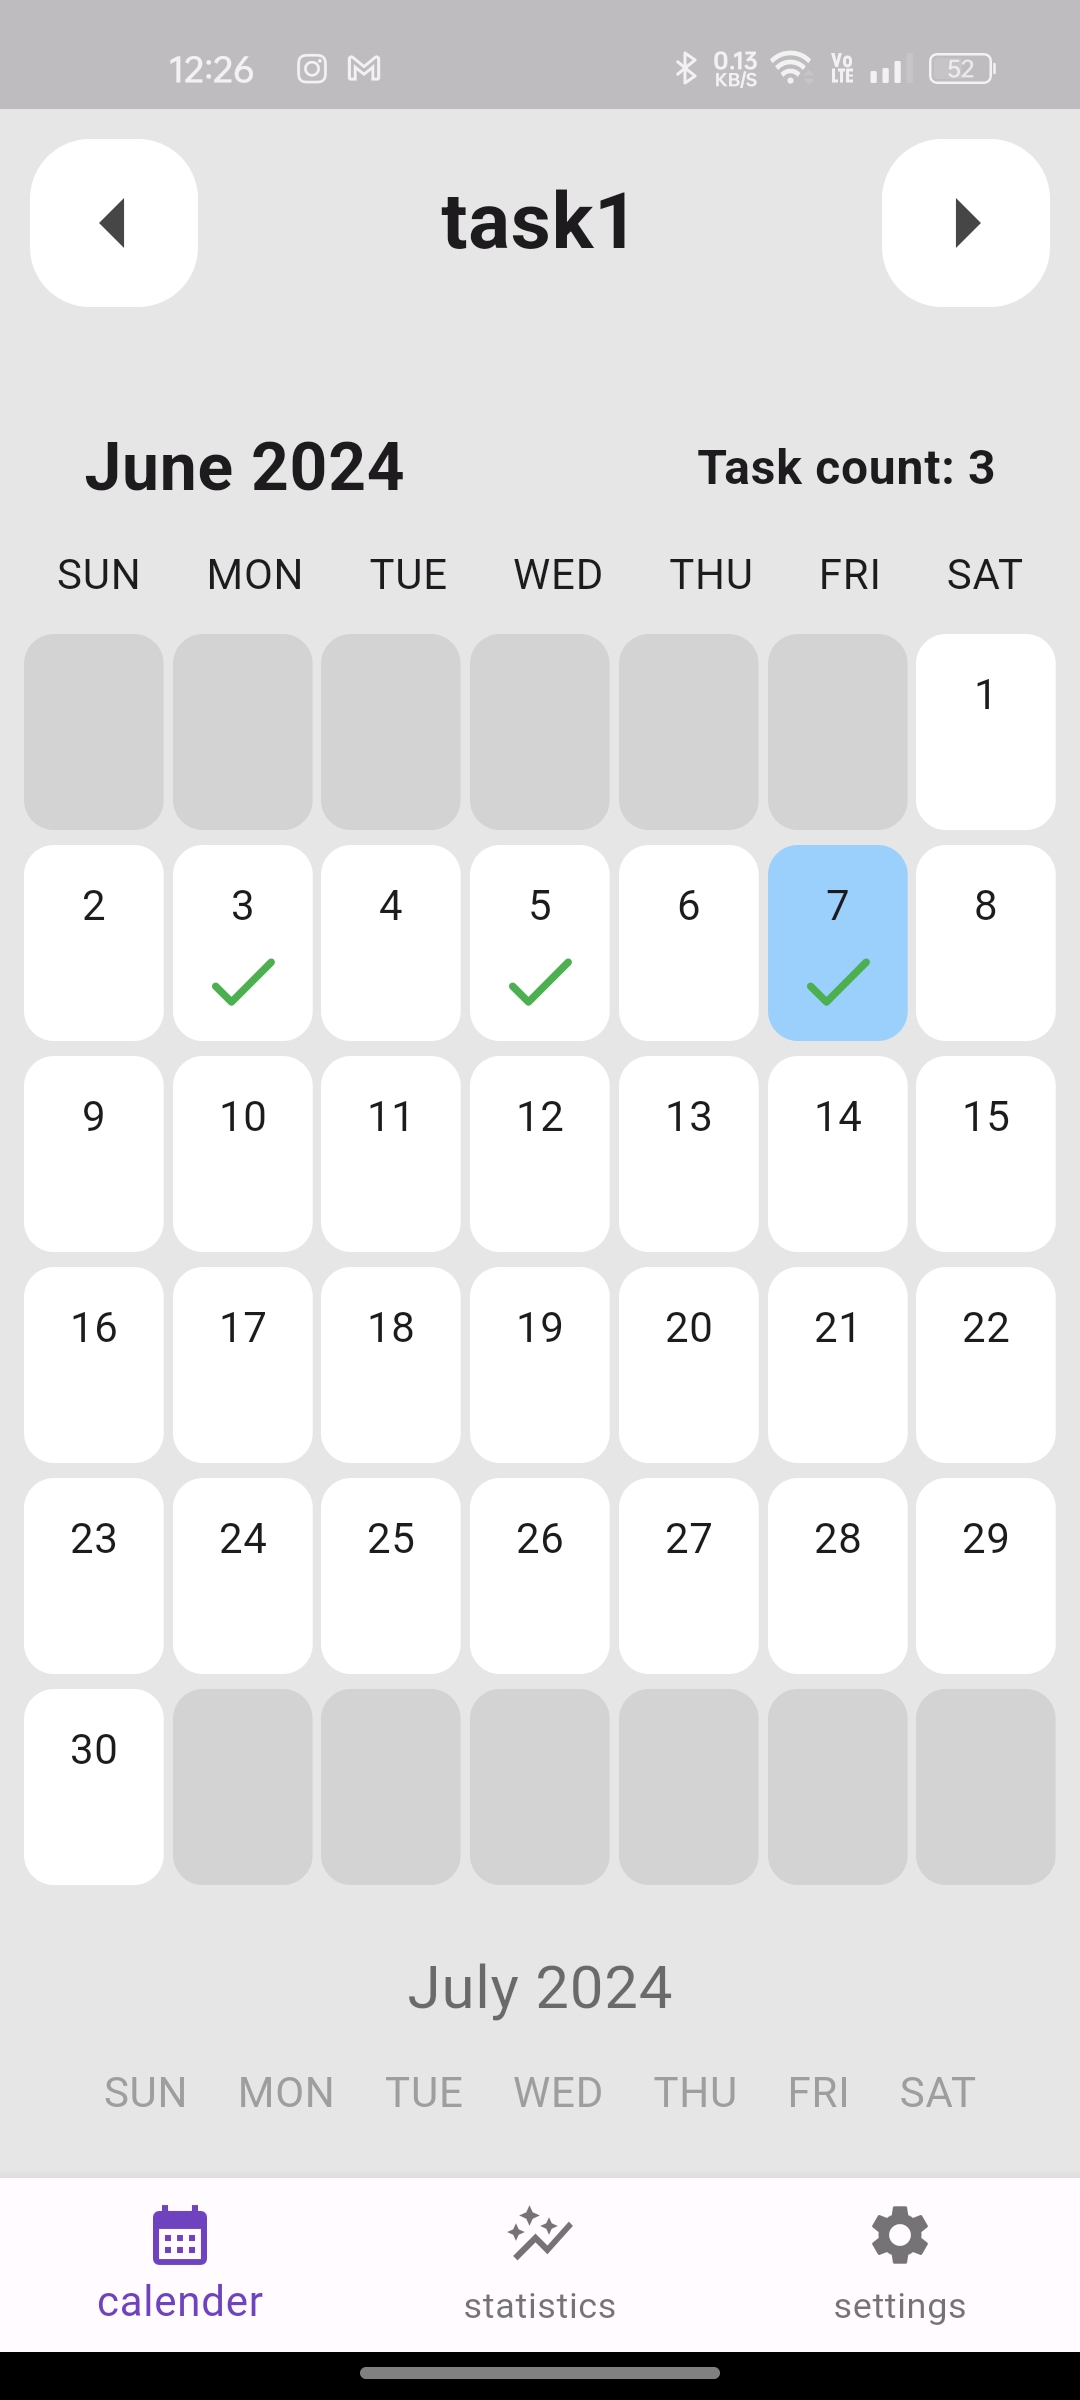 12:26 0.13 KB/S Vo LTE 52
task1
June 2024 Task count: 3
SUN MON TUE WED THU FRI SAT
1
2 3 4 5 6 7 8
9 10 11 12 13 14 15
16 17 18 19 20 21 22
23 24 25 26 27 28 29
30
July 2024
SUN MON TUE WED THU FRI SAT
calender statistics settings